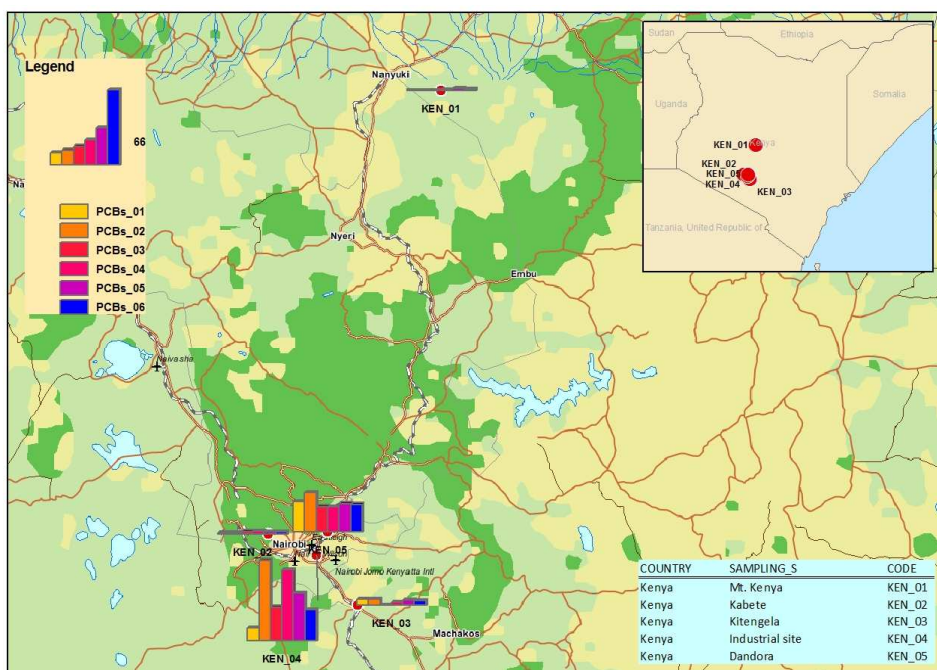 Legend
66
PCBs_01
PCBs_02
PCBs_03
PCBs_04
PCBs_05
PCBs_06
Nanyuki
KEN_01
Na
Nyeri
Embu
Naivasha
KEN_02
Nairobi
KEN_05
Nairobi Jomo Kenyatta Intl
KEN_03
KEN_04
Machakos
Sudan
Ethiopia
Uganda
Somalia
KEN_01
Kenya
KEN_02
KEN_05
KEN_04
KEN_03
Tanzania, United Republic of
COUNTRY SAMPLING_S CODE
Kenya Mt. Kenya KEN_01
Kenya Kabete KEN_02
Kenya Kitengela KEN_03
Kenya Industrial site KEN_04
Kenya Dandora KEN_05